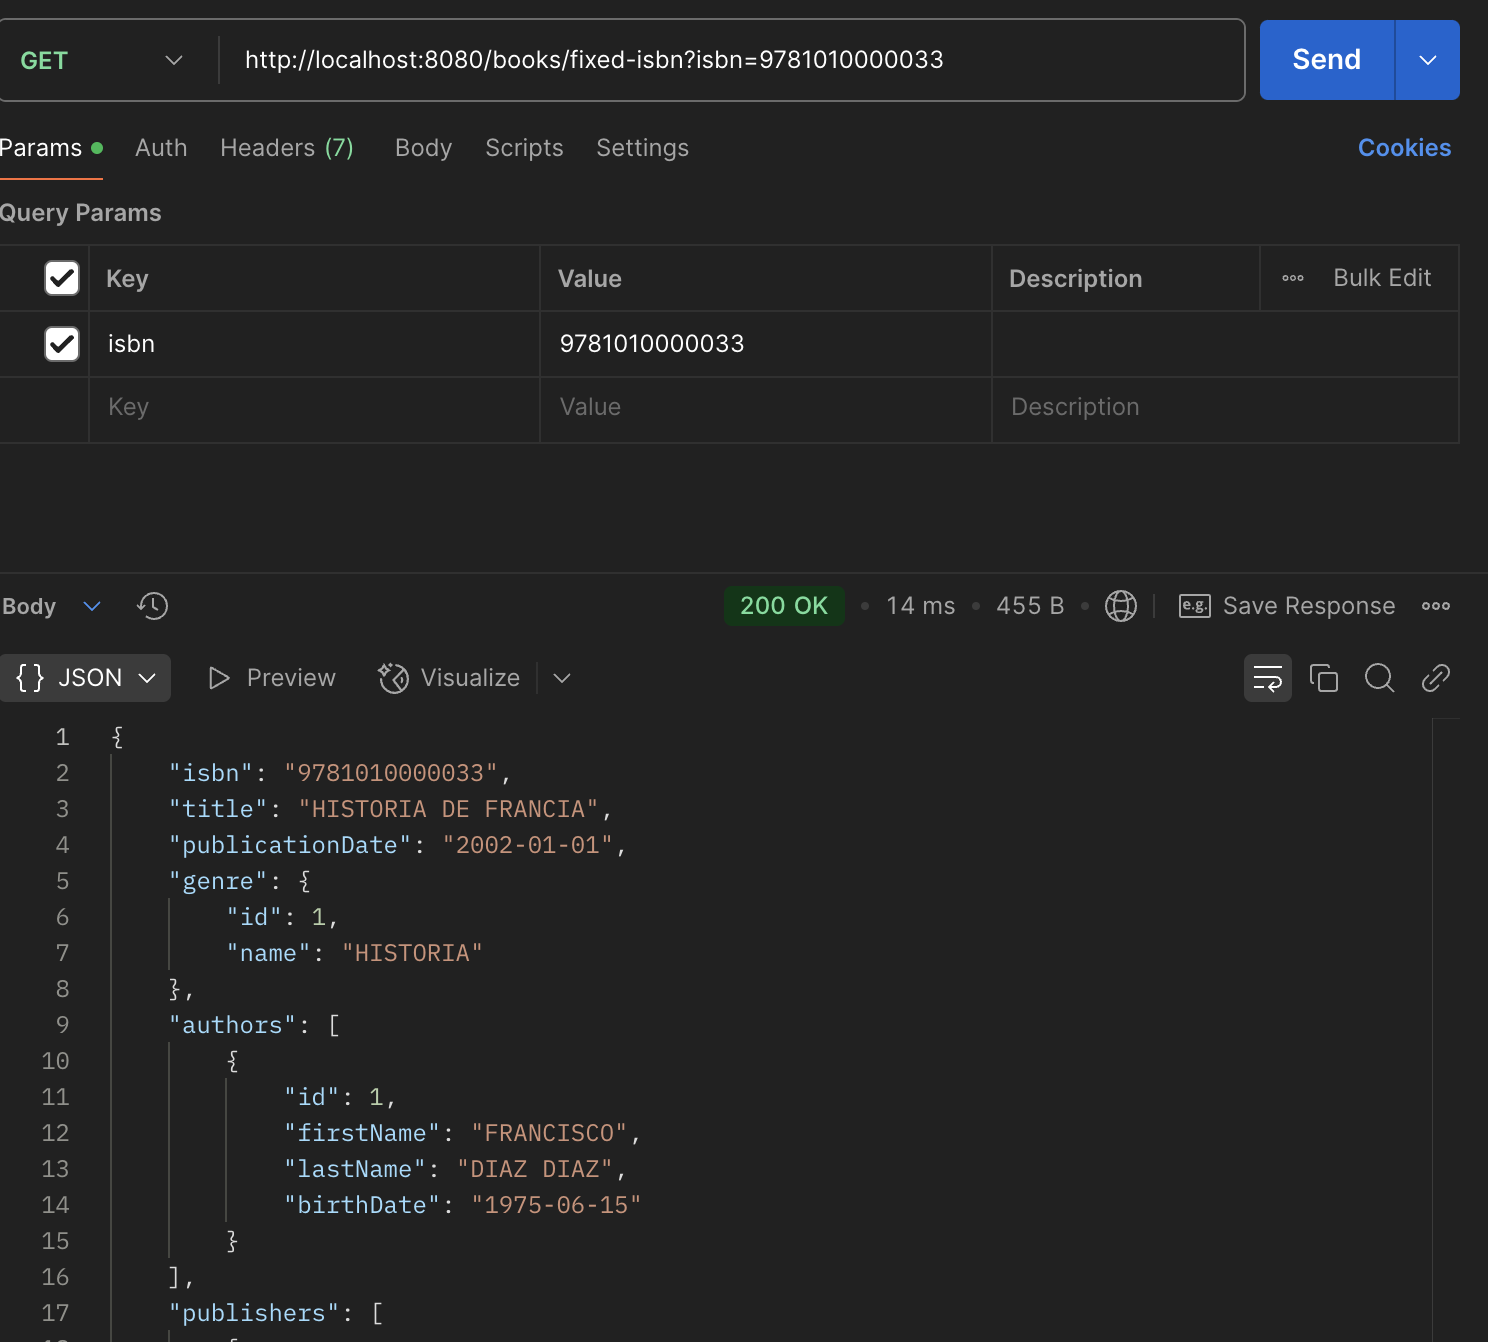 GET http://localhost:8080/books/fixed-isbn?isbn=9781010000033 Send
Params Auth Headers (7) Body Scripts Settings Cookies
Query Params
Key Value Description Bulk Edit
isbn 9781010000033
Key Value Description
Body 200 OK 14 ms 455 B e.g. Save Response
{} JSON Preview Visualize
1 {
2 "isbn": "9781010000033",
3 "title": "HISTORIA DE FRANCIA",
4 "publicationDate": "2002-01-01",
5 "genre": {
6 "id": 1,
7 "name": "HISTORIA"
8 },
9 "authors": [
10 {
11 "id": 1,
12 "firstName": "FRANCISCO",
13 "lastName": "DIAZ DIAZ",
14 "birthDate": "1975-06-15"
15 }
16 ],
17 "publishers": [